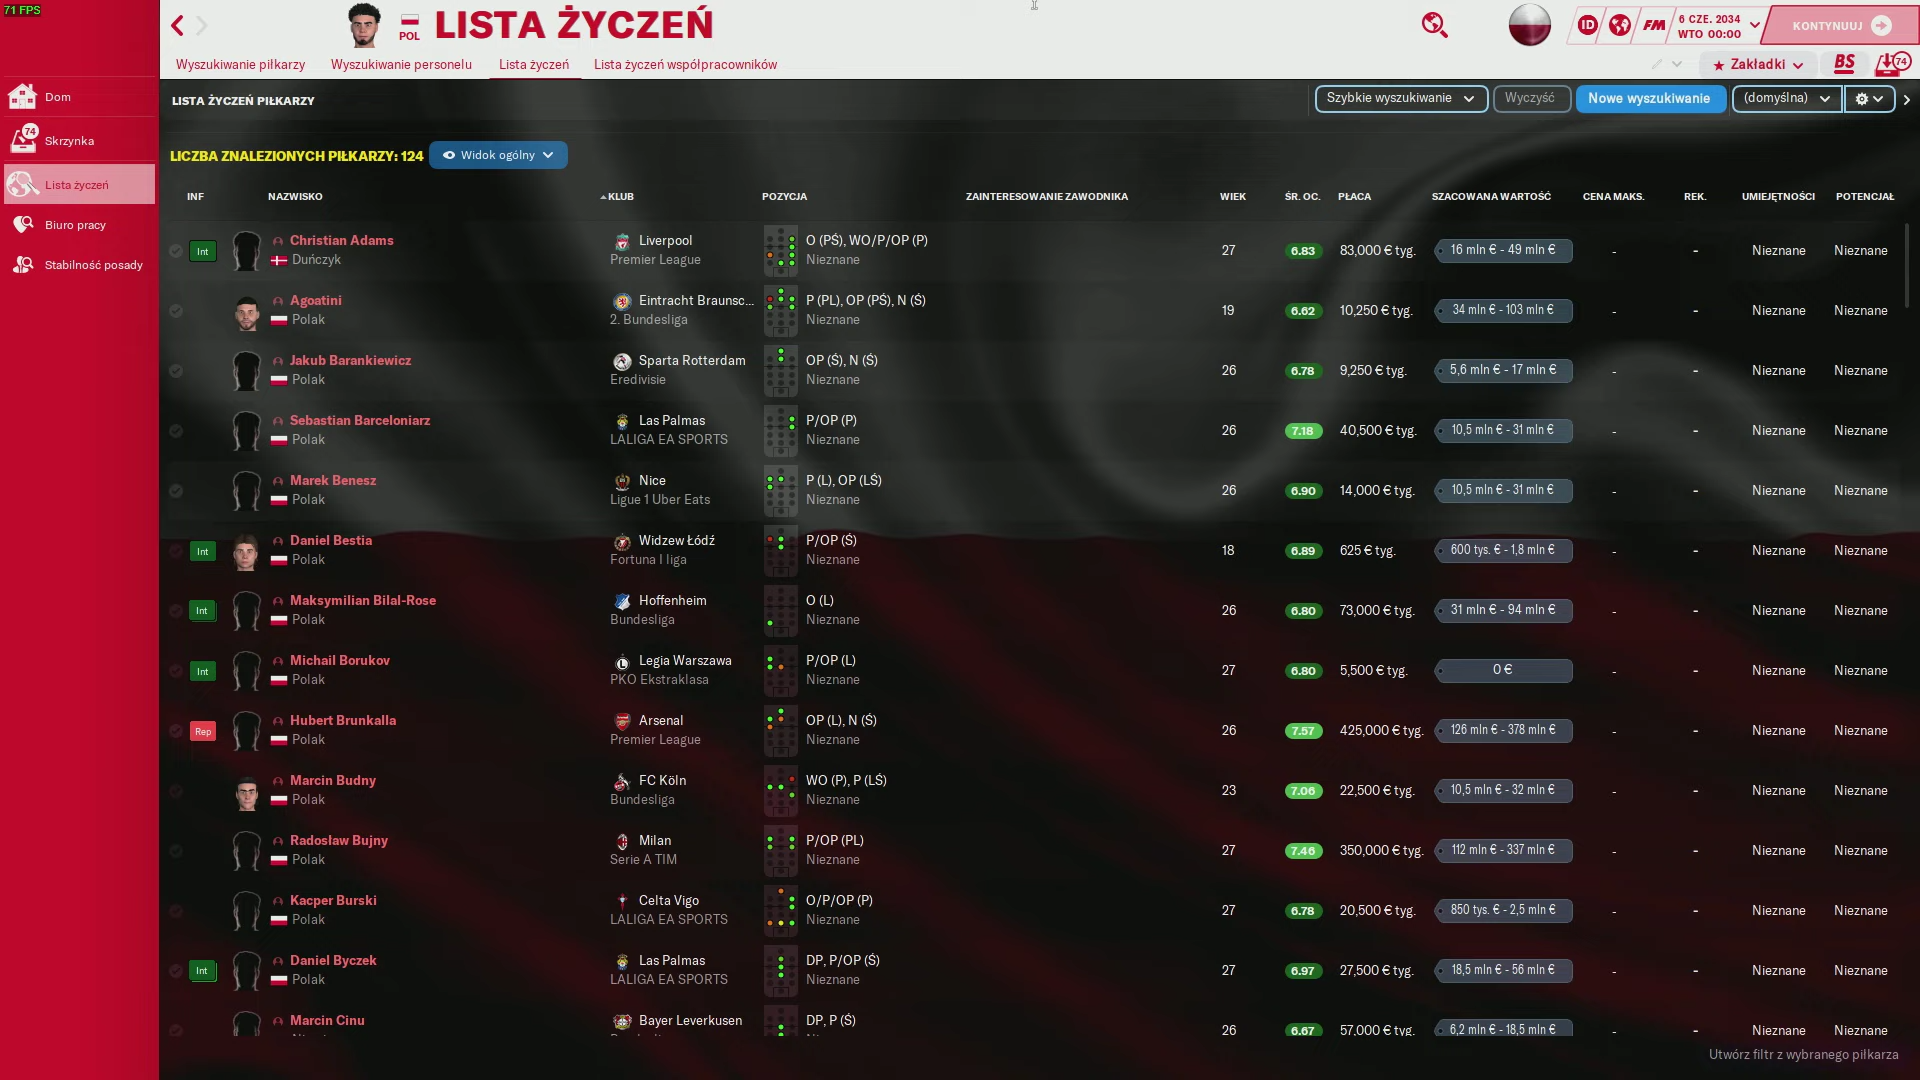 71 FPS
POL
LISTA ŻYCZEŃ
ID
FM
6 CZE. 2034
WTO 00:00
KONTYNUUJ
Wyszukiwanie piłkarzy
Wyszukiwanie personelu
Lista życzeń
Lista życzeń współpracowników
Zakładki
BS
74
Dom
74
Skrzynka
Lista życzeń
Biuro pracy
Stabilność posady
LISTA ŻYCZEŃ PIŁKARZY
Szybkie wyszukiwanie
Wyczyść
Nowe wyszukiwanie
(domyślna)
LICZBA ZNALEZIONYCH PIŁKARZY: 124
Widok ogólny
INF NAZWISKO KLUB POZYCJA ZAINTERESOWANIE ZAWODNIKA WIEK ŚR. OC. PŁACA SZACOWANA WARTOŚĆ CENA MAKS. REK. UMIEJĘTNOŚCI POTENCJAŁ
Christian Adams Liverpool O (PŚ), WO/P/OP (P)
Int 27 6.83 83,000 € tyg. 16 mln € - 49 mln € - - Nieznane Nieznane
Duńczyk Premier League Nieznane
Agoatini Eintracht Braunsc... P (PL), OP (PŚ), N (Ś)
19 6.62 10,250 € tyg. 34 mln € - 103 mln € - - Nieznane Nieznane
Polak 2. Bundesliga Nieznane
Jakub Barankiewicz Sparta Rotterdam OP (Ś), N (Ś)
26 6.78 9,250 € tyg. 5,6 mln € - 17 mln € - - Nieznane Nieznane
Polak Eredivisie Nieznane
Sebastian Barceloniarz Las Palmas P/OP (P)
26 7.18 40,500 € tyg. 10,5 mln € - 31 mln € - - Nieznane Nieznane
Polak LALIGA EA SPORTS Nieznane
Marek Benesz Nice P (L), OP (LŚ)
26 6.90 14,000 € tyg. 10,5 mln € - 31 mln € - - Nieznane Nieznane
Polak Ligue 1 Uber Eats Nieznane
Daniel Bestia Widzew Łódź P/OP (Ś)
Int 18 6.89 625 € tyg. 600 tys. € - 1,8 mln € - - Nieznane Nieznane
Polak Fortuna I liga Nieznane
Maksymilian Bilal-Rose Hoffenheim O (L)
Int 26 6.80 73,000 € tyg. 31 mln € - 94 mln € - - Nieznane Nieznane
Polak Bundesliga Nieznane
Michail Borukov Legia Warszawa P/OP (L)
Int 27 6.80 5,500 € tyg. 0 € - - Nieznane Nieznane
Polak PKO Ekstraklasa Nieznane
Hubert Brunkalla Arsenal OP (L), N (Ś)
Rep 26 7.57 425,000 € tyg. 126 mln € - 378 mln € - - Nieznane Nieznane
Polak Premier League Nieznane
Marcin Budny FC Köln WO (P), P (LŚ)
23 7.06 22,500 € tyg. 10,5 mln € - 32 mln € - - Nieznane Nieznane
Polak Bundesliga Nieznane
Radosław Bujny Milan P/OP (PL)
27 7.46 350,000 € tyg. 112 mln € - 337 mln € - - Nieznane Nieznane
Polak Serie A TIM Nieznane
Kacper Burski Celta Vigo O/P/OP (P)
27 6.78 20,500 € tyg. 850 tys. € - 2,5 mln € - - Nieznane Nieznane
Polak LALIGA EA SPORTS Nieznane
Daniel Byczek Las Palmas DP, P/OP (Ś)
Int 27 6.97 27,500 € tyg. 18,5 mln € - 56 mln € - - Nieznane Nieznane
Polak LALIGA EA SPORTS Nieznane
Marcin Cinu Bayer Leverkusen DP, P (Ś)
26 6.67 57,000 € tyg. 6,2 mln € - 18,5 mln € - - Nieznane Nieznane
Utwórz filtr z wybranego piłkarza